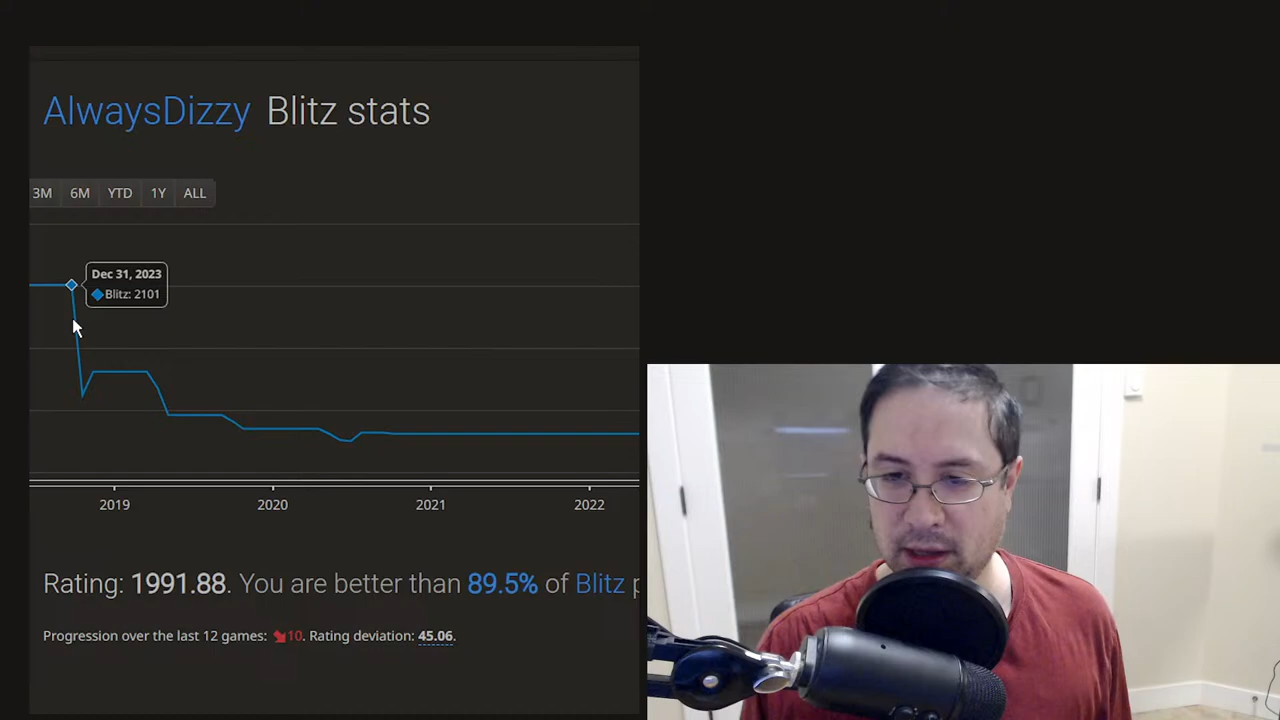 AlwaysDizzy Blitz stats
3M 6M YTD 1Y ALL
Dec 31, 2023
Blitz: 2101
2019 2020 2021 2022
Rating: 1991.88. You are better than 89.5% of Blitz p
Progression over the last 12 games: 10. Rating deviation: 45.06.